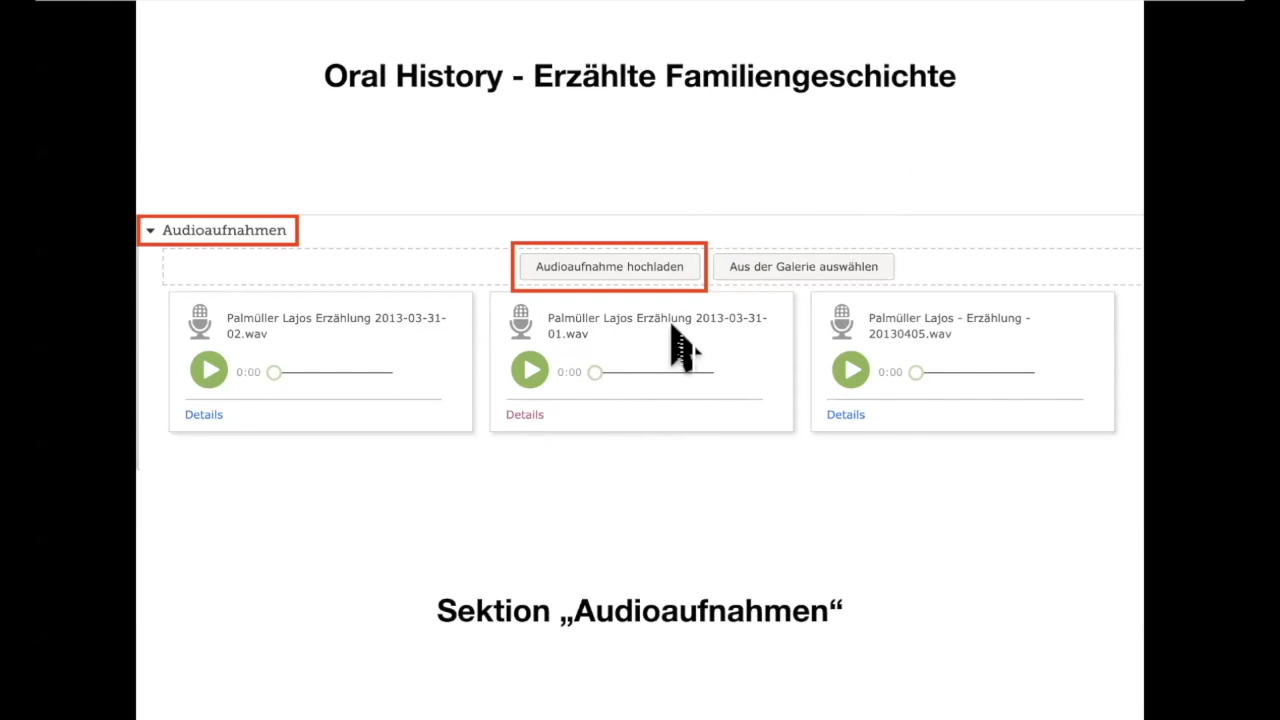 Oral History - Erzählte Familiengeschichte
Audioaufnahmen
Audioaufnahme hochladen
Aus der Galerie auswählen
Palmüller Lajos Erzählung 2013-03-31-
02.wav
0:00
Details
Palmüller Lajos Erzählung 2013-03-31-
01.wav
0:00
Details
Palmüller Lajos - Erzählung -
20130405.wav
0:00
Details
Sektion „Audioaufnahmen“